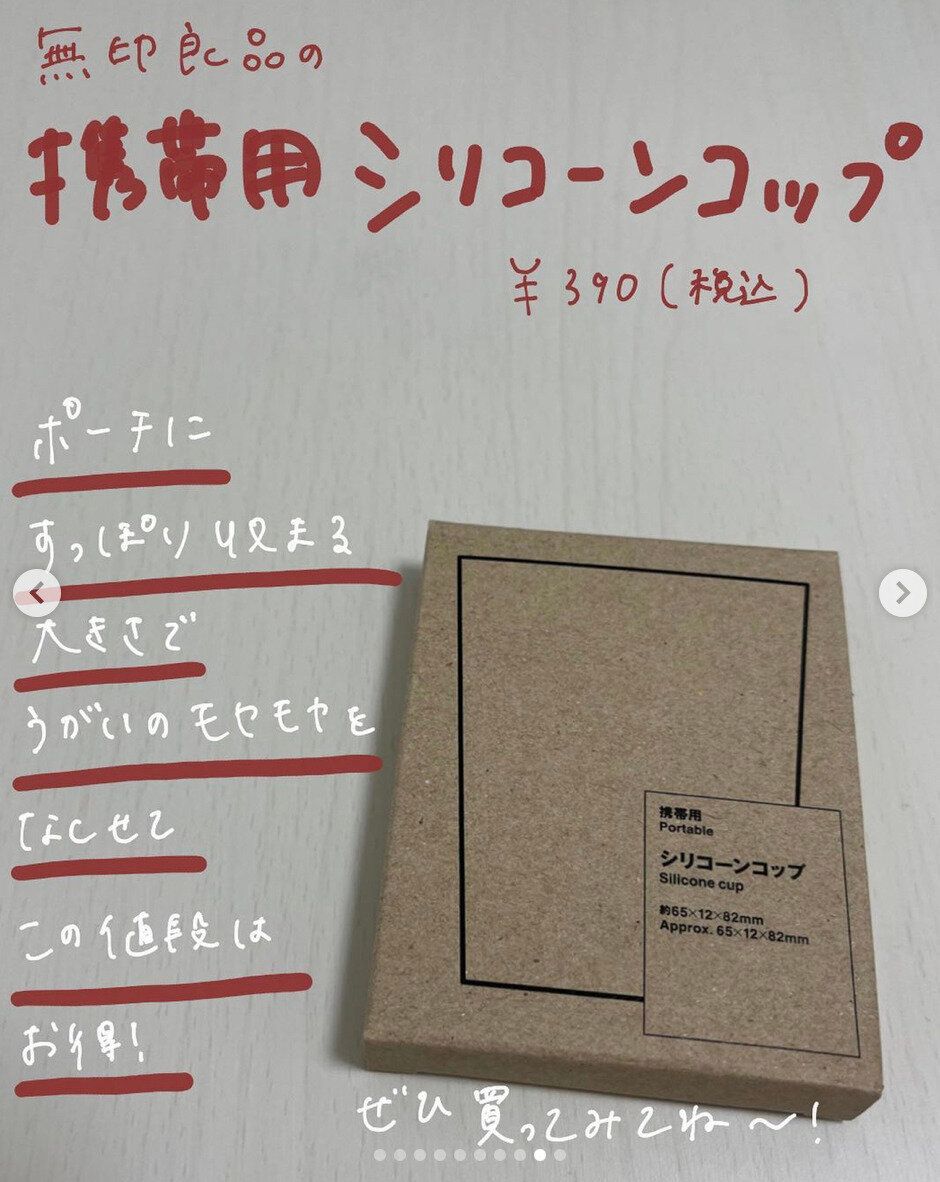 無印良品の
携帯用シリコーンコップ
¥390(税込)
ポーチに
すっぽり収まる
大きさで
うがいのモヤモヤを
なくせて
この値段は
お得!
携帯用
Portable
シリコーンコップ
Silicone cup
約65×12×82mm
Approx. 65×12×82mm
ぜひ買ってみてね〜!